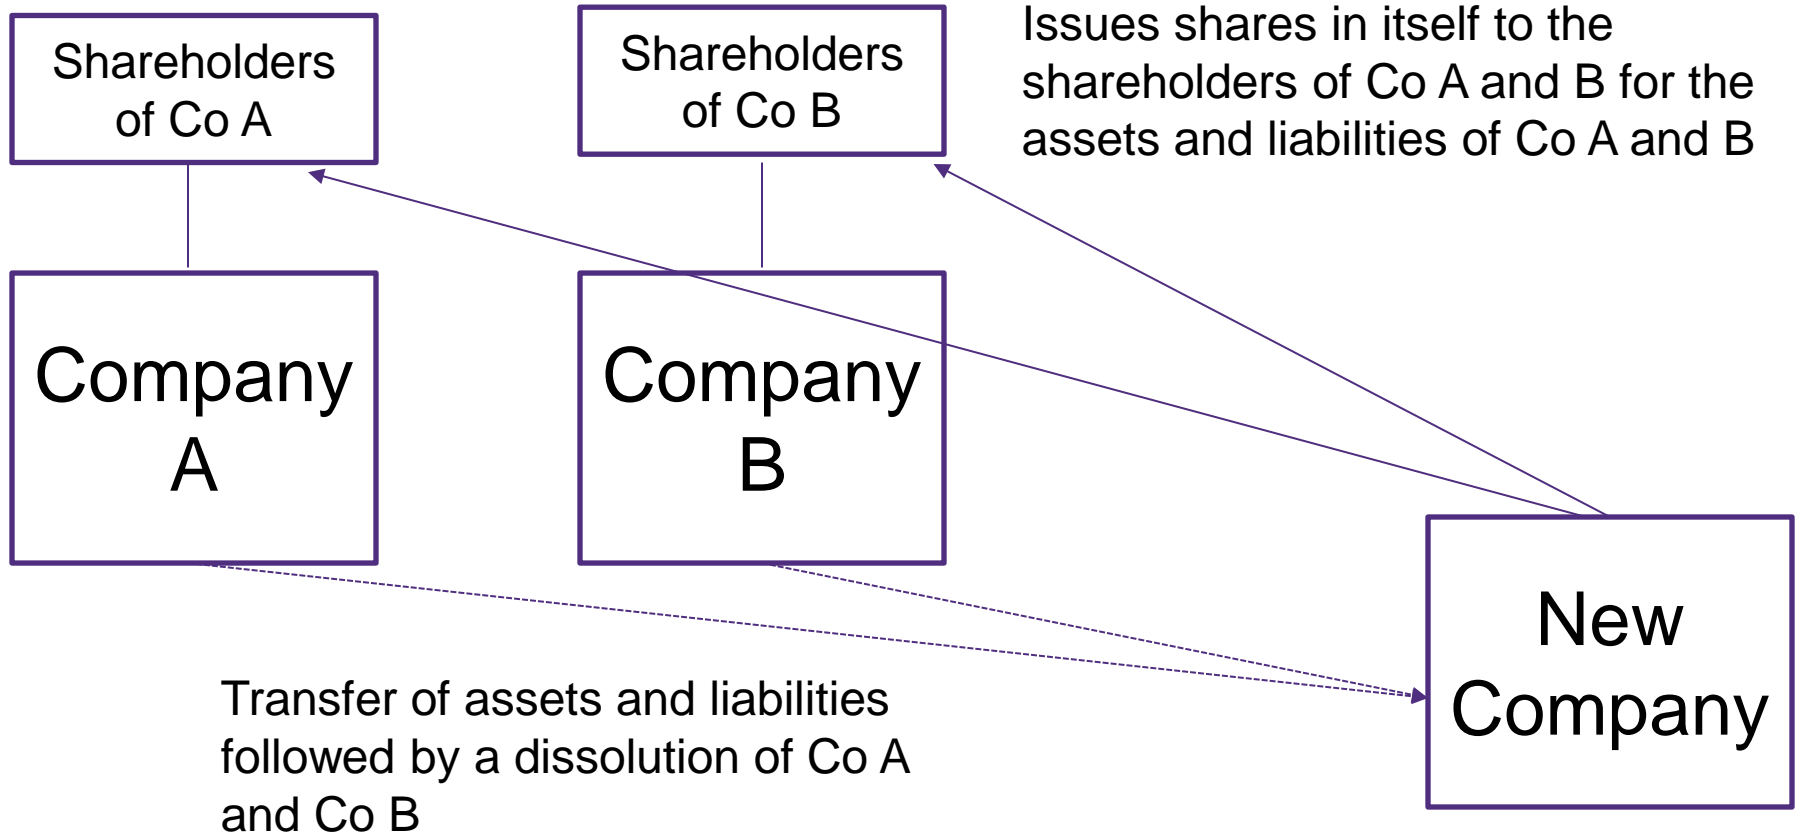 Shareholders
of Co A
Shareholders
of Co B
Issues shares in itself to the
shareholders of Co A and B for the
assets and liabilities of Co A and B
Company
A
Company
B
New
Company
Transfer of assets and liabilities
followed by a dissolution of Co A
and Co B